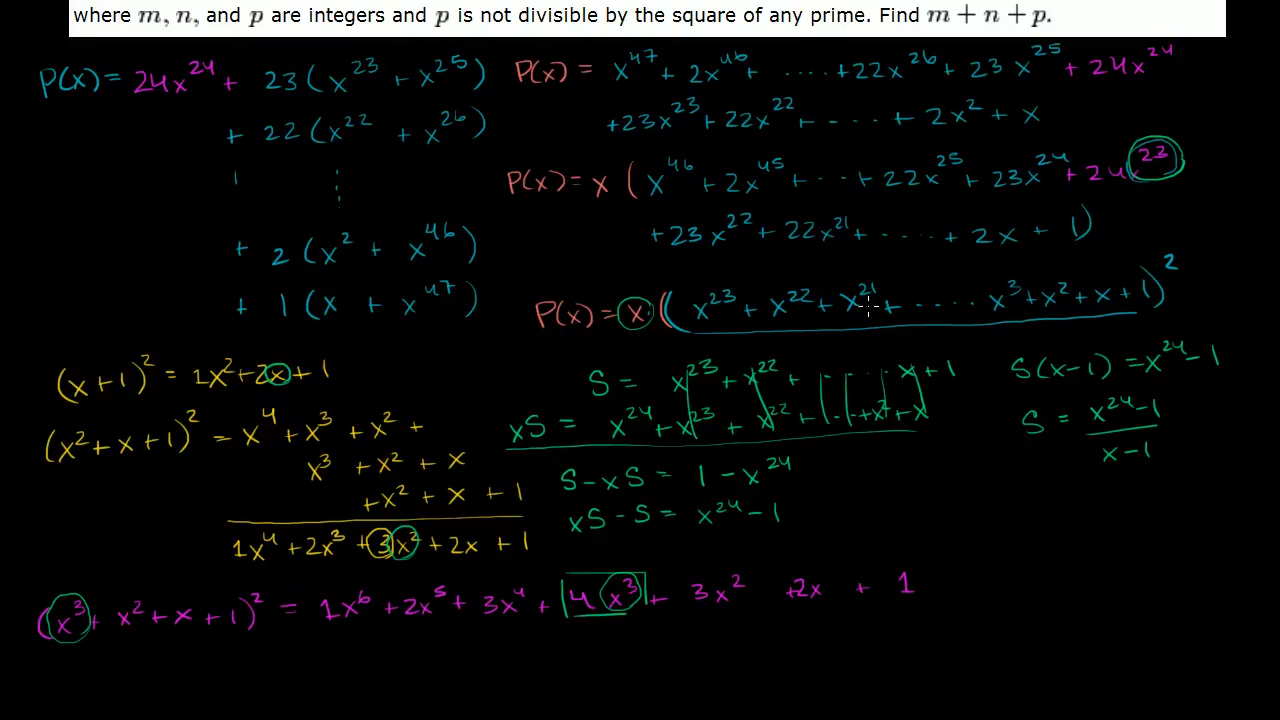 where m, n, and p are integers and p is not divisible by the square of any prime. Find m + n + p.
P(x) = 24x^24 + 23(x^23 + x^25)
+ 22(x^22 + x^26)
+ 2(x^2 + x^46)
+ 1(x + x^47)
P(x) = x^47 + 2x^46 + ····· + 22x^26 + 23x^25 + 24x^24
+ 23x^23 + 22x^22 + -···· + 2x^2 + x
P(x) = x(x^46 + 2x^45 + ··· + 22x^25 + 23x^24 + 24x^23
+ 23x^22 + 22x^21 + ····· + 2x + 1)
P(x) = x((x^23 + x^22 + x^21 + ····· x^3 + x^2 + x + 1)^2
(x + 1)^2 = 1x^2 + 2x + 1
(x^2 + x + 1)^2 = x^4 + x^3 + x^2 +
x^3 + x^2 + x
+ x^2 + x + 1
1x^4 + 2x^3 + 3x^2 + 2x + 1
S = x^23 + x^22 + x + 1
xS = x^24 + x^23 + x^22 + ··· + x^2 + x
S - xS = 1 - x^24
xS - S = x^24 - 1
S(x-1) = x^24 - 1
S = x^24 - 1
x - 1
(x^3 + x^2 + x + 1)^2 = 1x^6 + 2x^5 + 3x^4 + 4x^3 + 3x^2 + 2x + 1